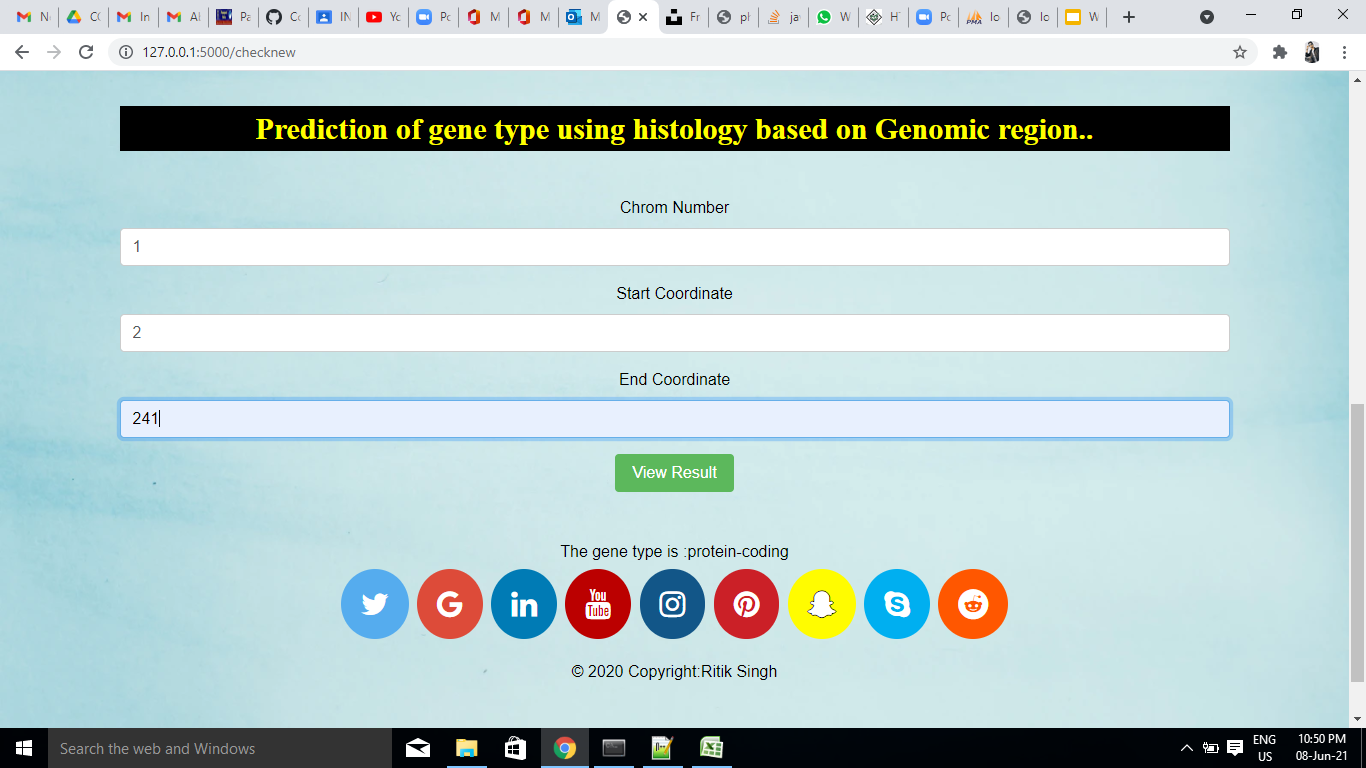 N
CC
In
Al
Pa
Cc
IN
Yc
Pc
M
M
M
Fr
pl
ja
W
H
Pc
lo
lo
W
127.0.0.1:5000/checknew
Prediction of gene type using histology based on Genomic region..
Chrom Number
1
Start Coordinate
2
End Coordinate
241
View Result
The gene type is :protein-coding
You
Tube
© 2020 Copyright:Ritik Singh
Search the web and Windows
ENG
US
10:50 PM
08-Jun-21